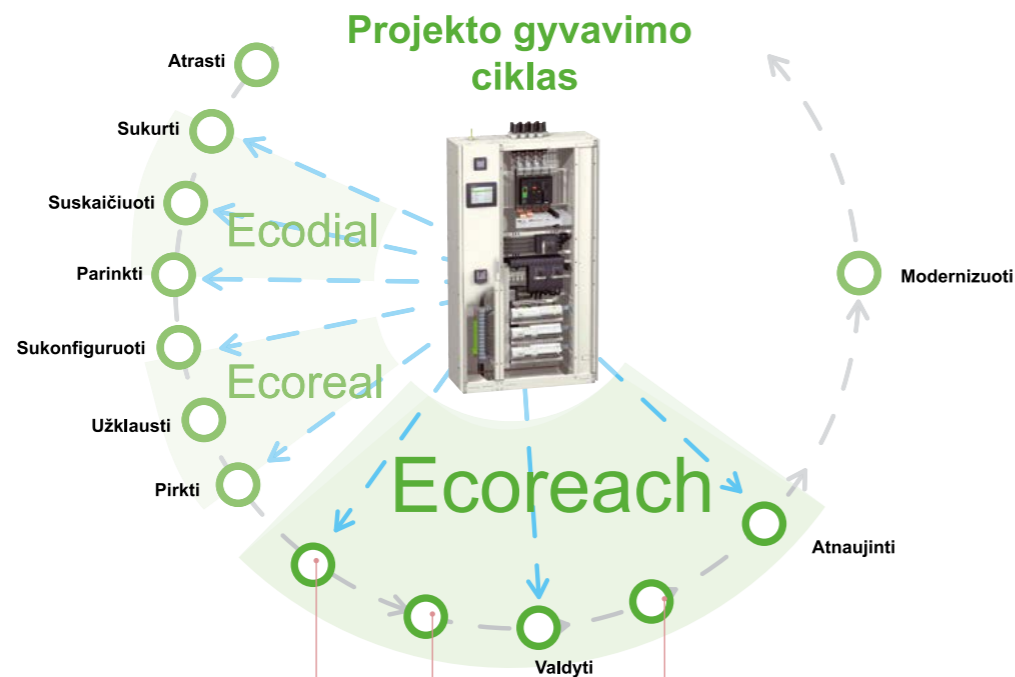 Projekto gyvavimo
ciklas
Atrasti
Sukurti
Suskaičiuoti
Ecodial
Parinkti
Modernizuoti
Sukonfiguruoti
Ecoreal
Užklausti
Pirkti
Ecoreach
Atnaujinti
Valdyti